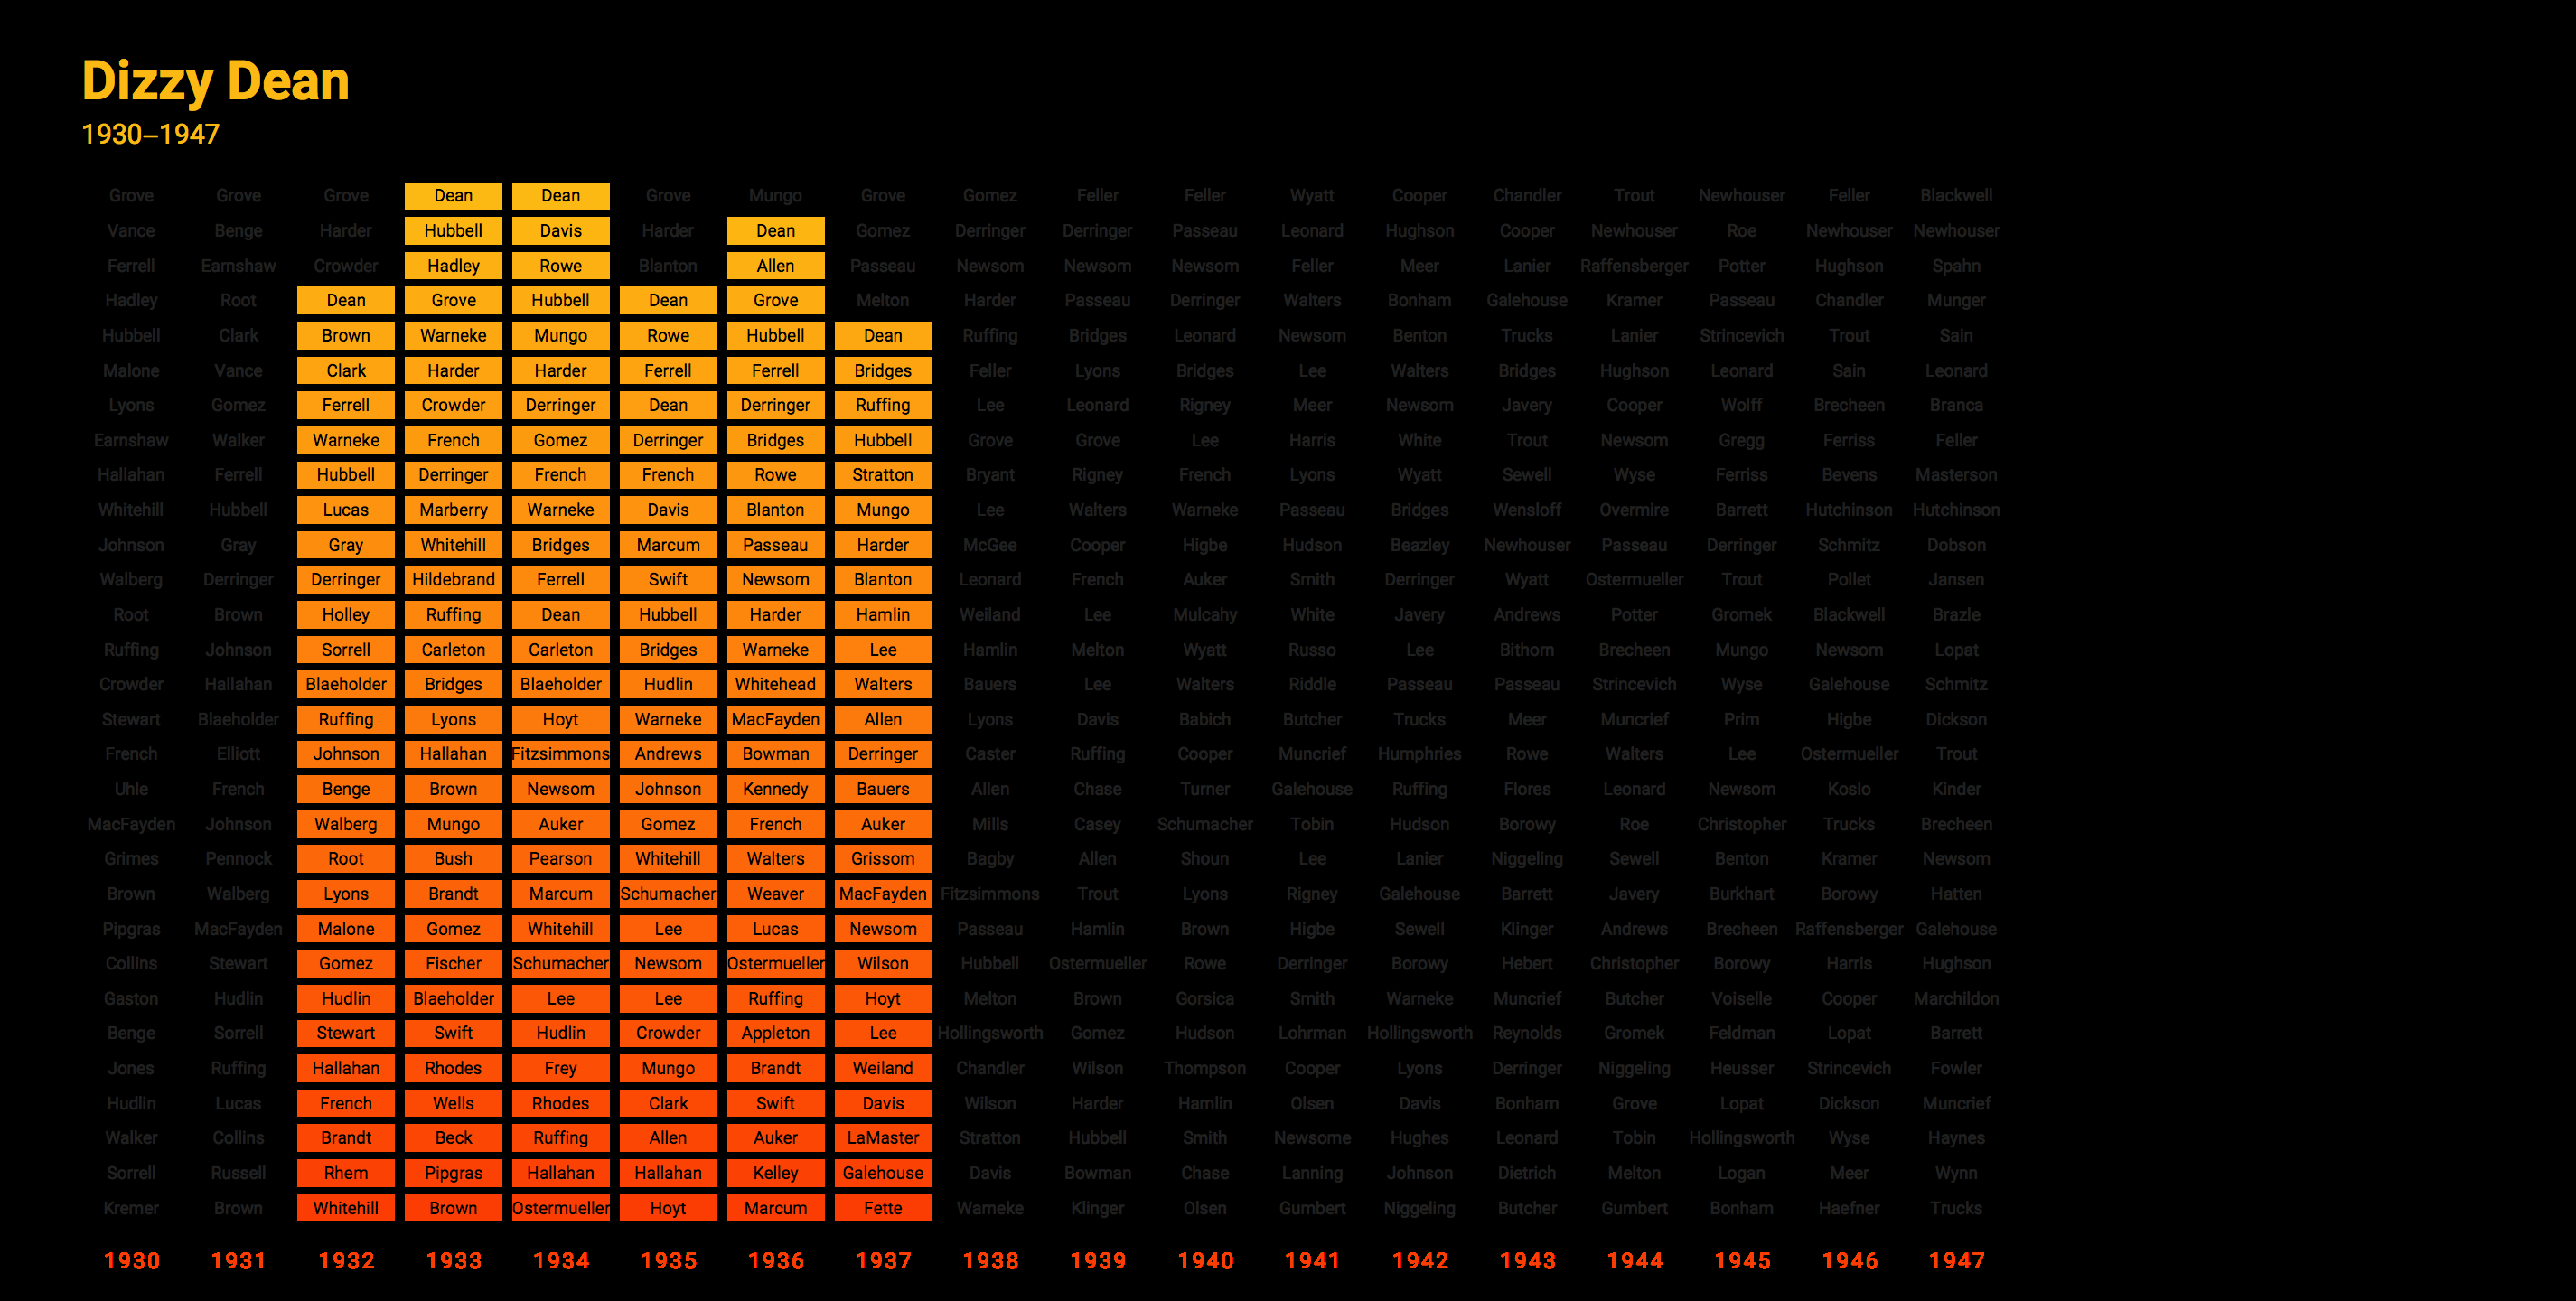 Dizzy Dean
1930–1947
Grove Grove Grove Dean Dean Grove Mungo Grove Gomez Feller Feller Wyatt Cooper Chandler Trout Newhouser Feller Blackwell
Vance Benge Harder Hubbell Davis Harder Dean Gomez Derringer Derringer Passeau Leonard Hughson Cooper Newhouser Roe Newhouser Newhouser
Ferrell Earnshaw Crowder Hadley Rowe Blanton Allen Passeau Newsom Newsom Newsom Feller Meer Lanier Raffensberger Potter Hughson Spahn
Hadley Root Dean Grove Hubbell Dean Grove Melton Harder Passeau Derringer Walters Bonham Galehouse Kramer Passeau Chandler Munger
Hubbell Clark Brown Warneke Mungo Rowe Hubbell Dean Ruffing Bridges Leonard Newsom Benton Trucks Lanier Strincevich Trout Sain
Malone Vance Clark Harder Harder Ferrell Ferrell Bridges Feller Lyons Bridges Lee Walters Bridges Hughson Leonard Sain Leonard
Lyons Gomez Ferrell Crowder Derringer Dean Derringer Ruffing Lee Leonard Rigney Meer Newsom Javery Cooper Wolff Brecheen Branca
Earnshaw Walker Warneke French Gomez Derringer Bridges Hubbell Grove Grove Lee Harris White Trout Newsom Gregg Ferriss Feller
Hallahan Ferrell Hubbell Derringer French French Rowe Stratton Bryant Rigney French Lyons Wyatt Sewell Wyse Ferriss Bevens Masterson
Whitehill Hubbell Lucas Marberry Warneke Davis Blanton Mungo Lee Walters Warneke Passeau Bridges Wensloff Overmire Barrett Hutchinson Hutchinson
Johnson Gray Gray Whitehill Bridges Marcum Passeau Harder McGee Cooper Higbe Hudson Beazley Newhouser Passeau Derringer Schmitz Dobson
Walberg Derringer Derringer Hildebrand Ferrell Swift Newsom Blanton Leonard French Auker Smith Derringer Wyatt Ostermueller Trout Pollet Jansen
Root Brown Holley Ruffing Dean Hubbell Harder Hamlin Weiland Lee Mulcahy White Javery Andrews Potter Gromek Blackwell Brazle
Ruffing Johnson Sorrell Carleton Carleton Bridges Warneke Lee Hamlin Melton Wyatt Russo Lee Bithorn Brecheen Mungo Newsom Lopat
Crowder Hallahan Blaeholder Bridges Blaeholder Hudlin Whitehead Walters Bauers Lee Walters Riddle Passeau Passeau Strincevich Wyse Galehouse Schmitz
Stewart Blaeholder Ruffing Lyons Hoyt Warneke MacFayden Allen Lyons Davis Babich Butcher Trucks Meer Muncrief Prim Higbe Dickson
French Elliott Johnson Hallahan Fitzsimmons Andrews Bowman Derringer Caster Ruffing Cooper Muncrief Humphries Rowe Walters Lee Ostermueller Trout
Uhle French Benge Brown Newsom Johnson Kennedy Bauers Allen Chase Turner Galehouse Ruffing Flores Leonard Newsom Koslo Kinder
MacFayden Johnson Walberg Mungo Auker Gomez French Auker Mills Casey Schumacher Tobin Hudson Borowy Roe Christopher Trucks Brecheen
Grimes Pennock Root Bush Pearson Whitehill Walters Grissom Bagby Allen Shoun Lee Lanier Niggeling Sewell Benton Kramer Newsom
Brown Walberg Lyons Brandt Marcum Schumacher Weaver MacFayden Fitzsimmons Trout Lyons Rigney Galehouse Barrett Javery Burkhart Borowy Hatten
Pipgras MacFayden Malone Gomez Whitehill Lee Lucas Newsom Passeau Hamlin Brown Higbe Sewell Klinger Andrews Brecheen Raffensberger Galehouse
Collins Stewart Gomez Fischer Schumacher Newsom Ostermueller Wilson Hubbell Ostermueller Rowe Derringer Borowy Hebert Christopher Borowy Harris Hughson
Gaston Hudlin Hudlin Blaeholder Lee Lee Ruffing Hoyt Melton Brown Gorsica Smith Warneke Muncrief Butcher Voiselle Cooper Marchildon
Benge Sorrell Stewart Swift Hudlin Crowder Appleton Lee Hollingsworth Gomez Hudson Lohrman Hollingsworth Reynolds Gromek Feldman Lopat Barrett
Jones Ruffing Hallahan Rhodes Frey Mungo Brandt Weiland Chandler Wilson Thompson Cooper Lyons Derringer Niggeling Heusser Strincevich Fowler
Hudlin Lucas French Wells Rhodes Clark Swift Davis Wilson Harder Hamlin Olsen Davis Bonham Grove Lopat Dickson Muncrief
Walker Collins Brandt Beck Ruffing Allen Auker LaMaster Stratton Hubbell Smith Newsome Hughes Leonard Tobin Hollingsworth Wyse Haynes
Sorrell Russell Rhem Pipgras Hallahan Hallahan Kelley Galehouse Davis Bowman Chase Lanning Johnson Dietrich Melton Logan Meer Wynn
Kremer Brown Whitehill Brown Ostermueller Hoyt Marcum Fette Warneke Klinger Olsen Gumbert Niggeling Butcher Gumbert Bonham Haefner Trucks
1930 1931 1932 1933 1934 1935 1936 1937 1938 1939 1940 1941 1942 1943 1944 1945 1946 1947